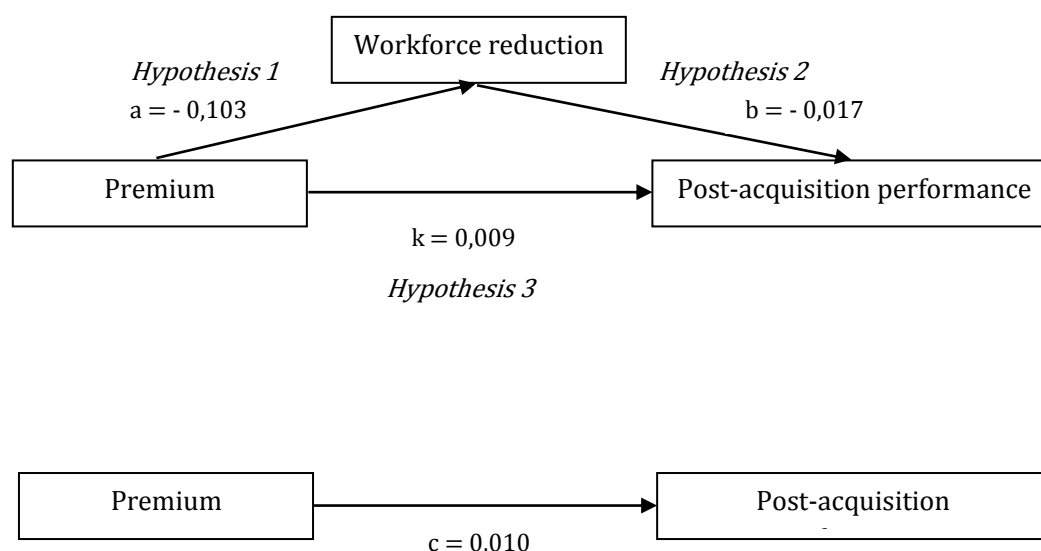 Workforce reduction
Hypothesis 1
Hypothesis 2
a = - 0,103
b = - 0,017
Premium
Post-acquisition performance
k = 0,009
Hypothesis 3
Premium
Post-acquisition
c = 0,010